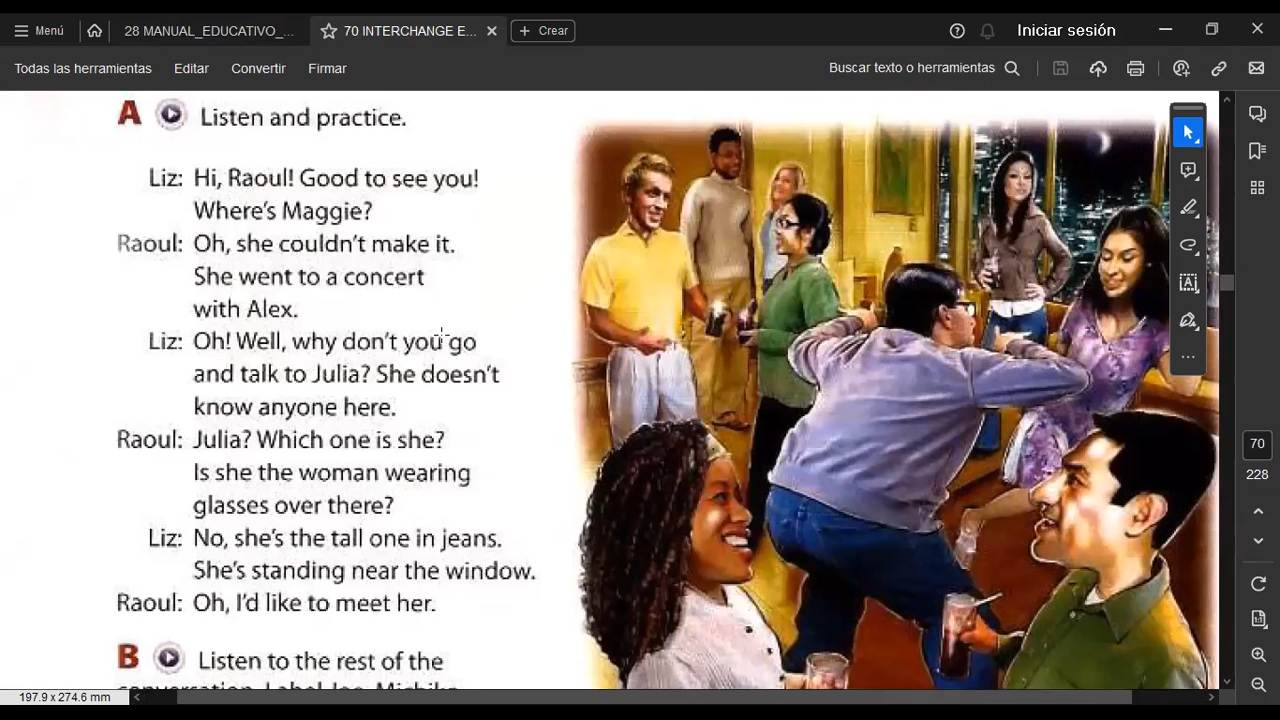 Menú
28 MANUAL_EDUCATIVO_...
70 INTERCHANGE E...
Crear
Iniciar sesión
Todas las herramientas
Editar
Convertir
Firmar
Buscar texto o herramientas
A Listen and practice.
Liz: Hi, Raoul! Good to see you!
Where's Maggie?
Raoul: Oh, she couldn't make it.
She went to a concert
with Alex.
Liz: Oh! Well, why don't you go
and talk to Julia? She doesn't
know anyone here.
Raoul: Julia? Which one is she?
Is she the woman wearing
glasses over there?
Liz: No, she's the tall one in jeans.
She's standing near the window.
Raoul: Oh, I'd like to meet her.
B Listen to the rest of the
conversation. Label Joe, Michiko,
70
228
197.9 x 274.6 mm